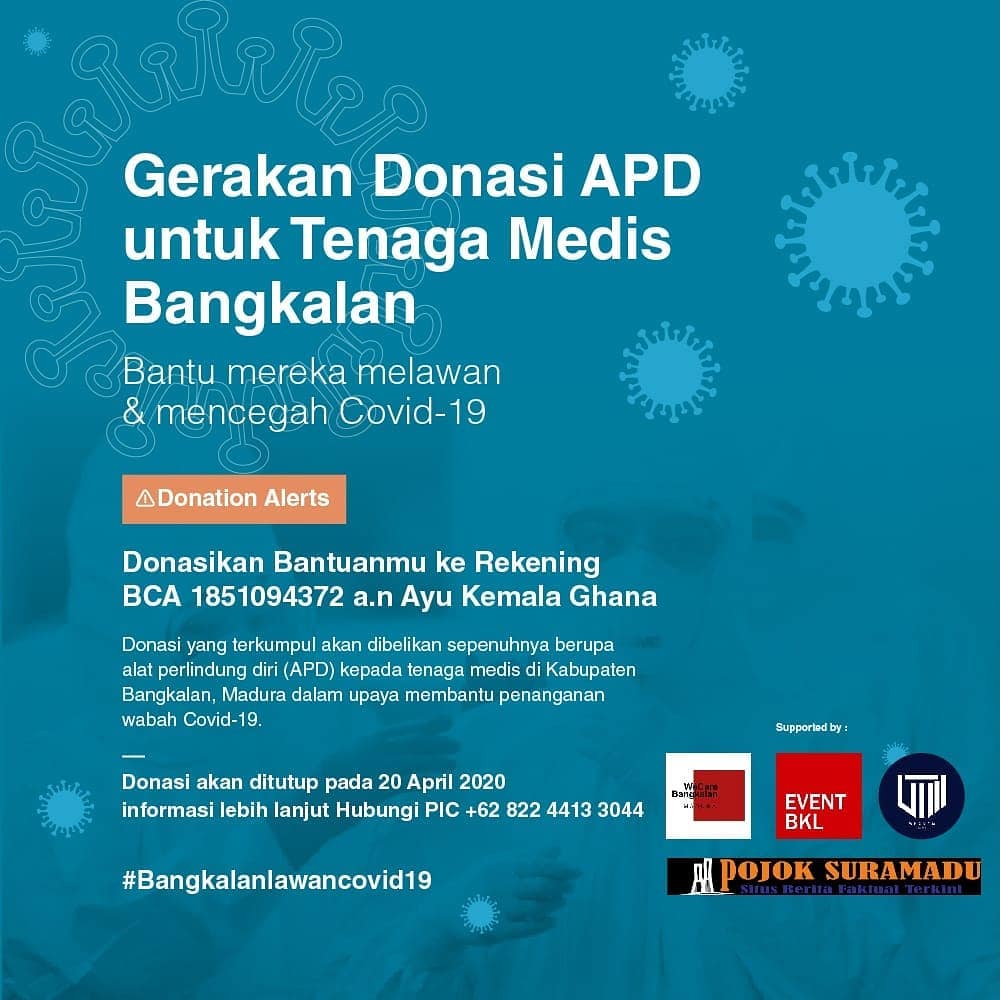 Gerakan Donasi APD
untuk Tenaga Medis
Bangkalan
Bantu mereka melawan
& mencegah Covid-19
Donation Alerts
Donasikan Bantuanmu ke Rekening
BCA 1851094372 a.n Ayu Kemala Ghana
Donasi yang terkumpul akan dibelikan sepenuhnya berupa
alat perlindung diri (APD) kepada tenaga medis di Kabupaten
Bangkalan, Madura dalam upaya membantu penanganan
wabah Covid-19.
Donasi akan ditutup pada 20 April 2020
informasi lebih lanjut Hubungi PIC +62 822 4413 3044
#Bangkalanlawancovid19
Supported by :
WeCare
Bangkalan
MADURA
EVENT
BKL
POJOK SURAMADU
Situs Berita Faktual Terkini